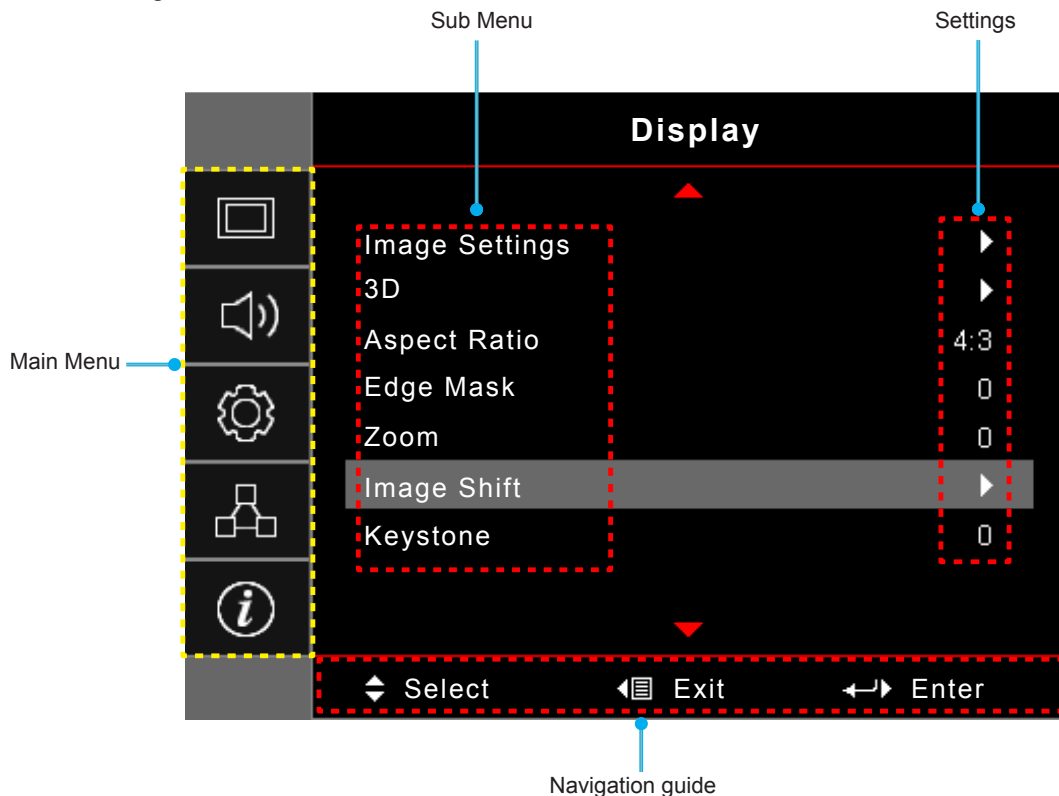 Sub Menu
Settings
Display
Image Settings
3D
Aspect Ratio 4:3
Edge Mask 0
Zoom 0
Image Shift
Keystone 0
Main Menu
Select Exit Enter
Navigation guide